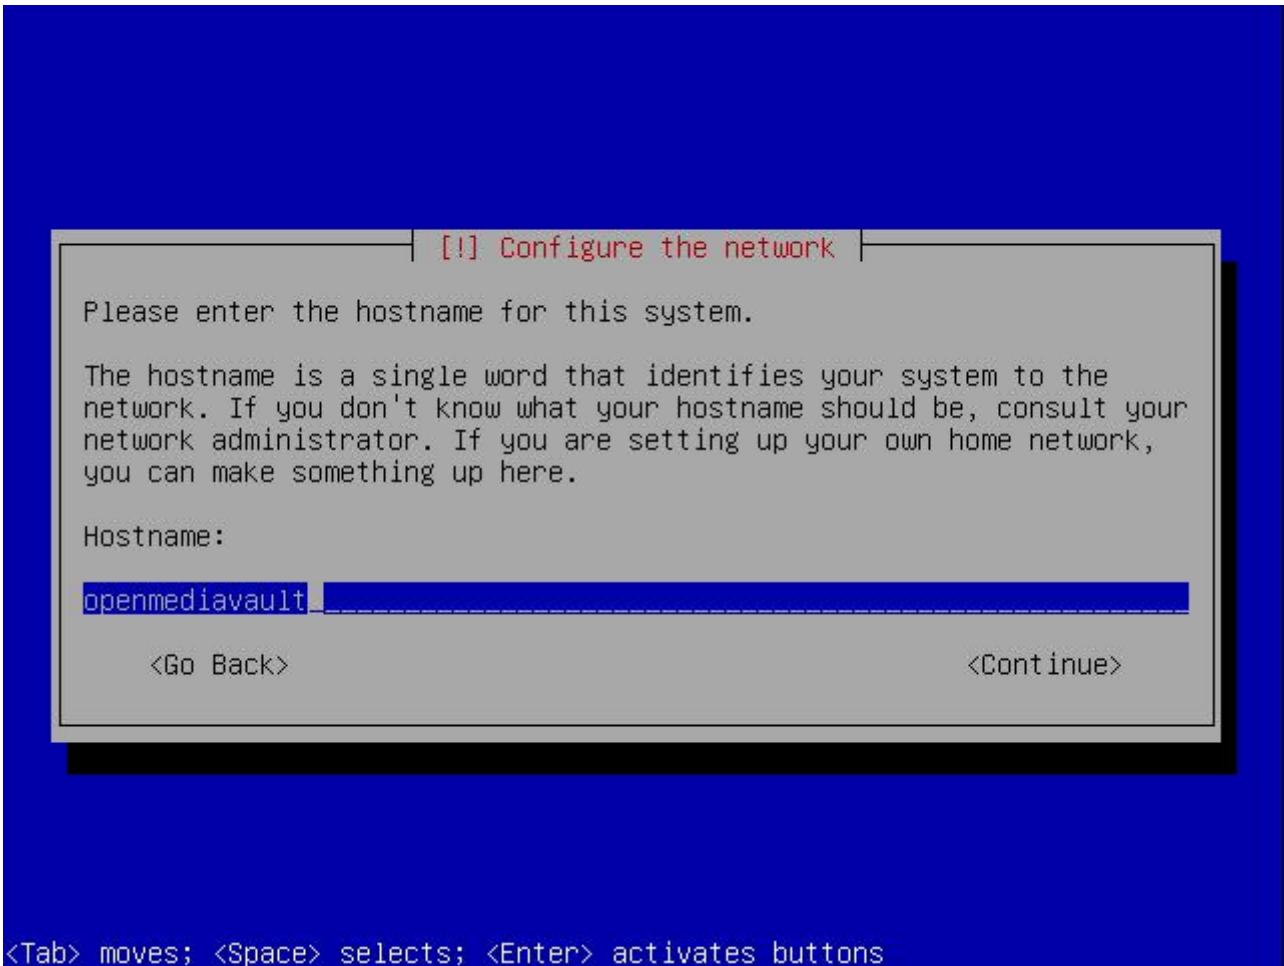 [!] Configure the network
Please enter the hostname for this system.
The hostname is a single word that identifies your system to the
network. If you don't know what your hostname should be, consult your
network administrator. If you are setting up your own home network,
you can make something up here.
Hostname:
openmediavault
<Go Back> <Continue>
<Tab> moves; <Space> selects; <Enter> activates buttons